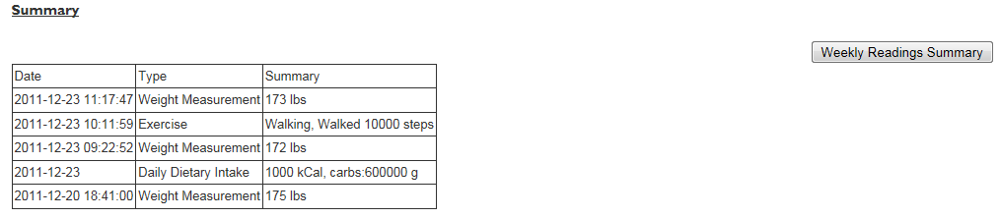 Summary
Weekly Readings Summary
Date Type Summary
2011-12-23 11:17:47 Weight Measurement 173 lbs
2011-12-23 10:11:59 Exercise Walking, Walked 10000 steps
2011-12-23 09:22:52 Weight Measurement 172 lbs
2011-12-23 Daily Dietary Intake 1000 kCal, carbs:600000 g
2011-12-20 18:41:00 Weight Measurement 175 lbs